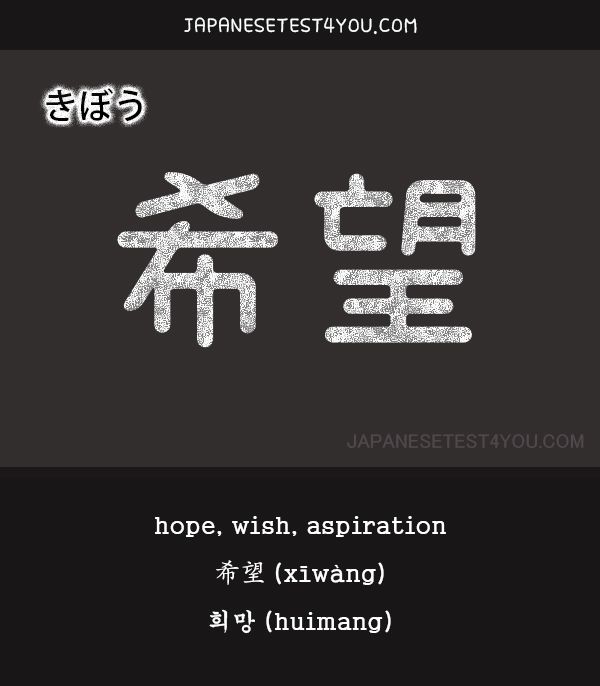 JAPANESETEST4YOU.COM
きぼう
希望
JAPANESETEST4YOU.COM
hope, wish, aspiration
希望 (xīwàng)
희망 (huimang)